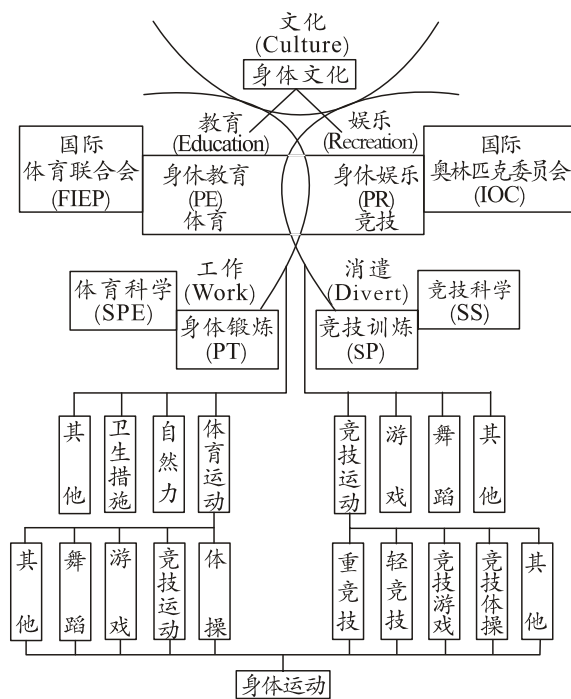 文化
(Culture)
身体文化
教育
(Education)
娱乐
(Recreation)
国际
体育联合会
(FIEP)
身休教育
(PE)
体育
身休娱乐
(PR)
竞技
国际
奥林匹克委员会
(IOC)
工作
(Work)
消遣
(Divert)
体育科学
(SPE)
身体锻炼
(PT)
竞技训炼
(SP)
竞技科学
(SS)
其他
卫生措施
自然力
体育运动
竞技运动
游戏
舞蹈
其他
其他
舞蹈
游戏
竞技运动
体操
重竞技
轻竞技
竞技游戏
竞技体操
其他
身体运动